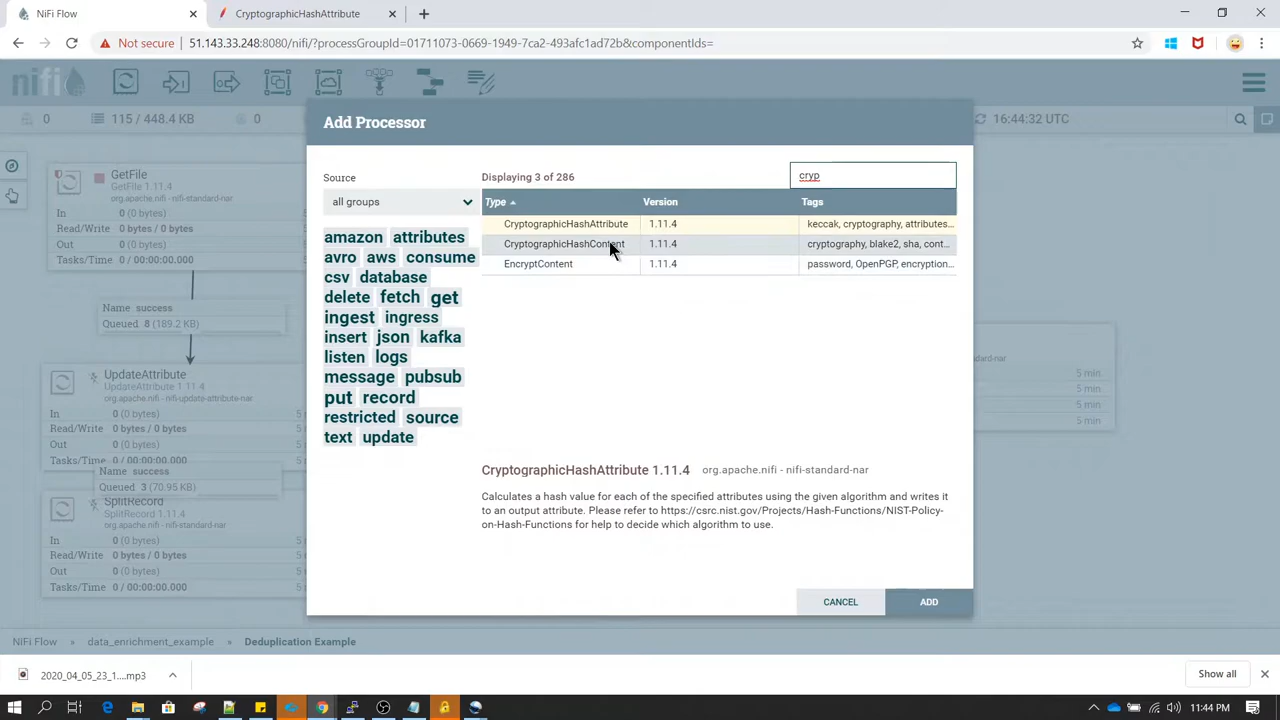 NiFi Flow
CryptographicHashAttribute
Not secure
51.143.33.248:8080/nifi/?processGroupId=01711073-0669-1949-7ca2-493afc1ad72b&componentIds=
nifi
0 115 / 448.4 KB 0
16:44:32 UTC
GetFile
GetFile 1.11.4
org.apache.nifi - nifi-standard-nar
In 0 (0 bytes)
Read/Write 0 bytes / 0 bytes
Out 0 (0 bytes)
Tasks/Time 0 / 00:00:00.000
Name success
Queued 8 (189.2 KB)
UpdateAttribute
UpdateAttribute 1.11.4
org.apache.nifi - nifi-update-attribute-nar
In 0 (0 bytes)
Read/Write 0 bytes / 0 bytes
Out 0 (0 bytes)
Tasks/Time 0 / 00:00:00.000
Name success
Queued 3 (70.95 KB)
SplitRecord
SplitRecord 1.11.4
org.apache.nifi - nifi-standard-nar
In 0 (0 bytes)
Read/Write 0 bytes / 0 bytes
Out 0 (0 bytes)
Tasks/Time 0 / 00:00:00.000
Add Processor
Source
all groups
amazon attributes
avro aws consume
csv database
delete fetch get
ingest ingress
insert json kafka
listen logs
message pubsub
put record
restricted source
text update
Displaying 3 of 286
cryp
Type Version Tags
CryptographicHashAttribute 1.11.4 keccak, cryptography, attributes...
CryptographicHashContent 1.11.4 cryptography, blake2, sha, cont...
EncryptContent 1.11.4 password, OpenPGP, encryption...
CryptographicHashAttribute 1.11.4 org.apache.nifi - nifi-standard-nar
Calculates a hash value for each of the specified attributes using the given algorithm and writes it
to an output attribute. Please refer to https://csrc.nist.gov/Projects/Hash-Functions/NIST-Policy-
on-Hash-Functions for help to decide which algorithm to use.
CANCEL
ADD
dard-nar
5 min
5 min
5 min
5 min
NiFi Flow » data_enrichment_example » Deduplication Example
2020_04_05_23_1....mp3
Show all
11:44 PM